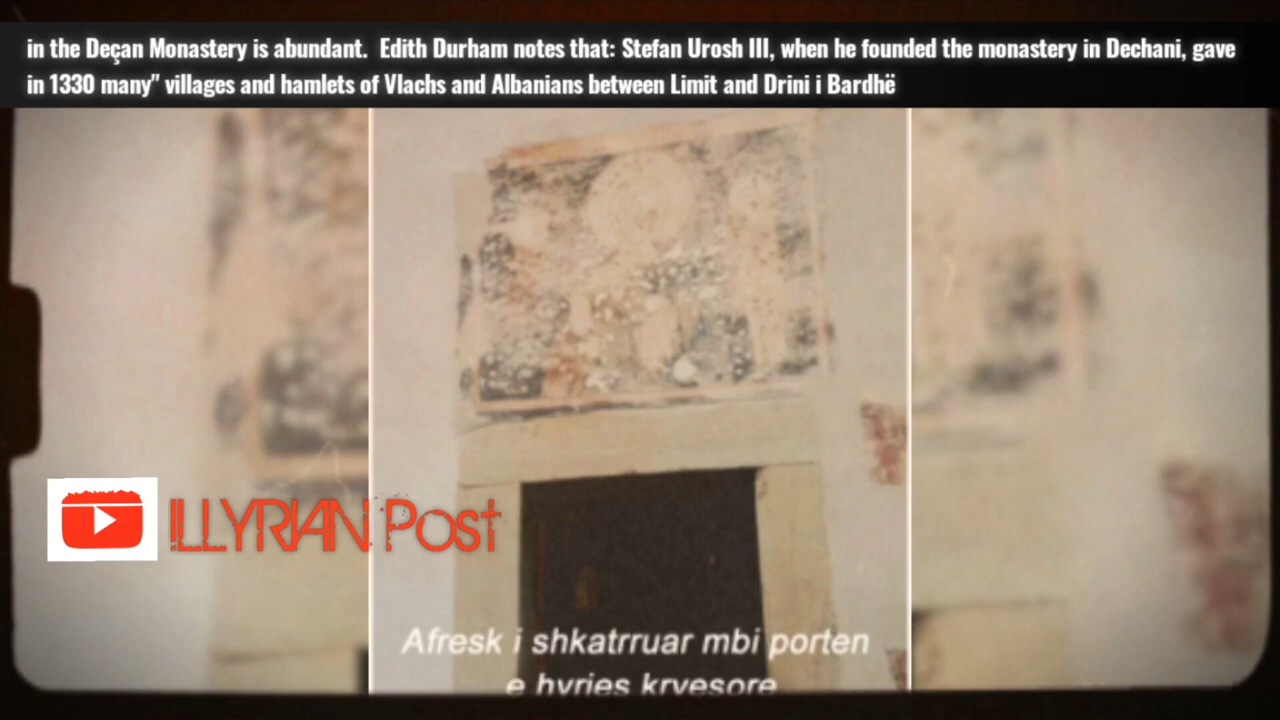 in the Deçan Monastery is abundant.  Edith Durham notes that: Stefan Urosh III, when he founded the monastery in Dechani, gave
in 1330 many" villages and hamlets of Vlachs and Albanians between Limit and Drini i Bardhë
ILLYRIAN Post
Afresk i shkatrruar mbi porten
e hyries kryesore